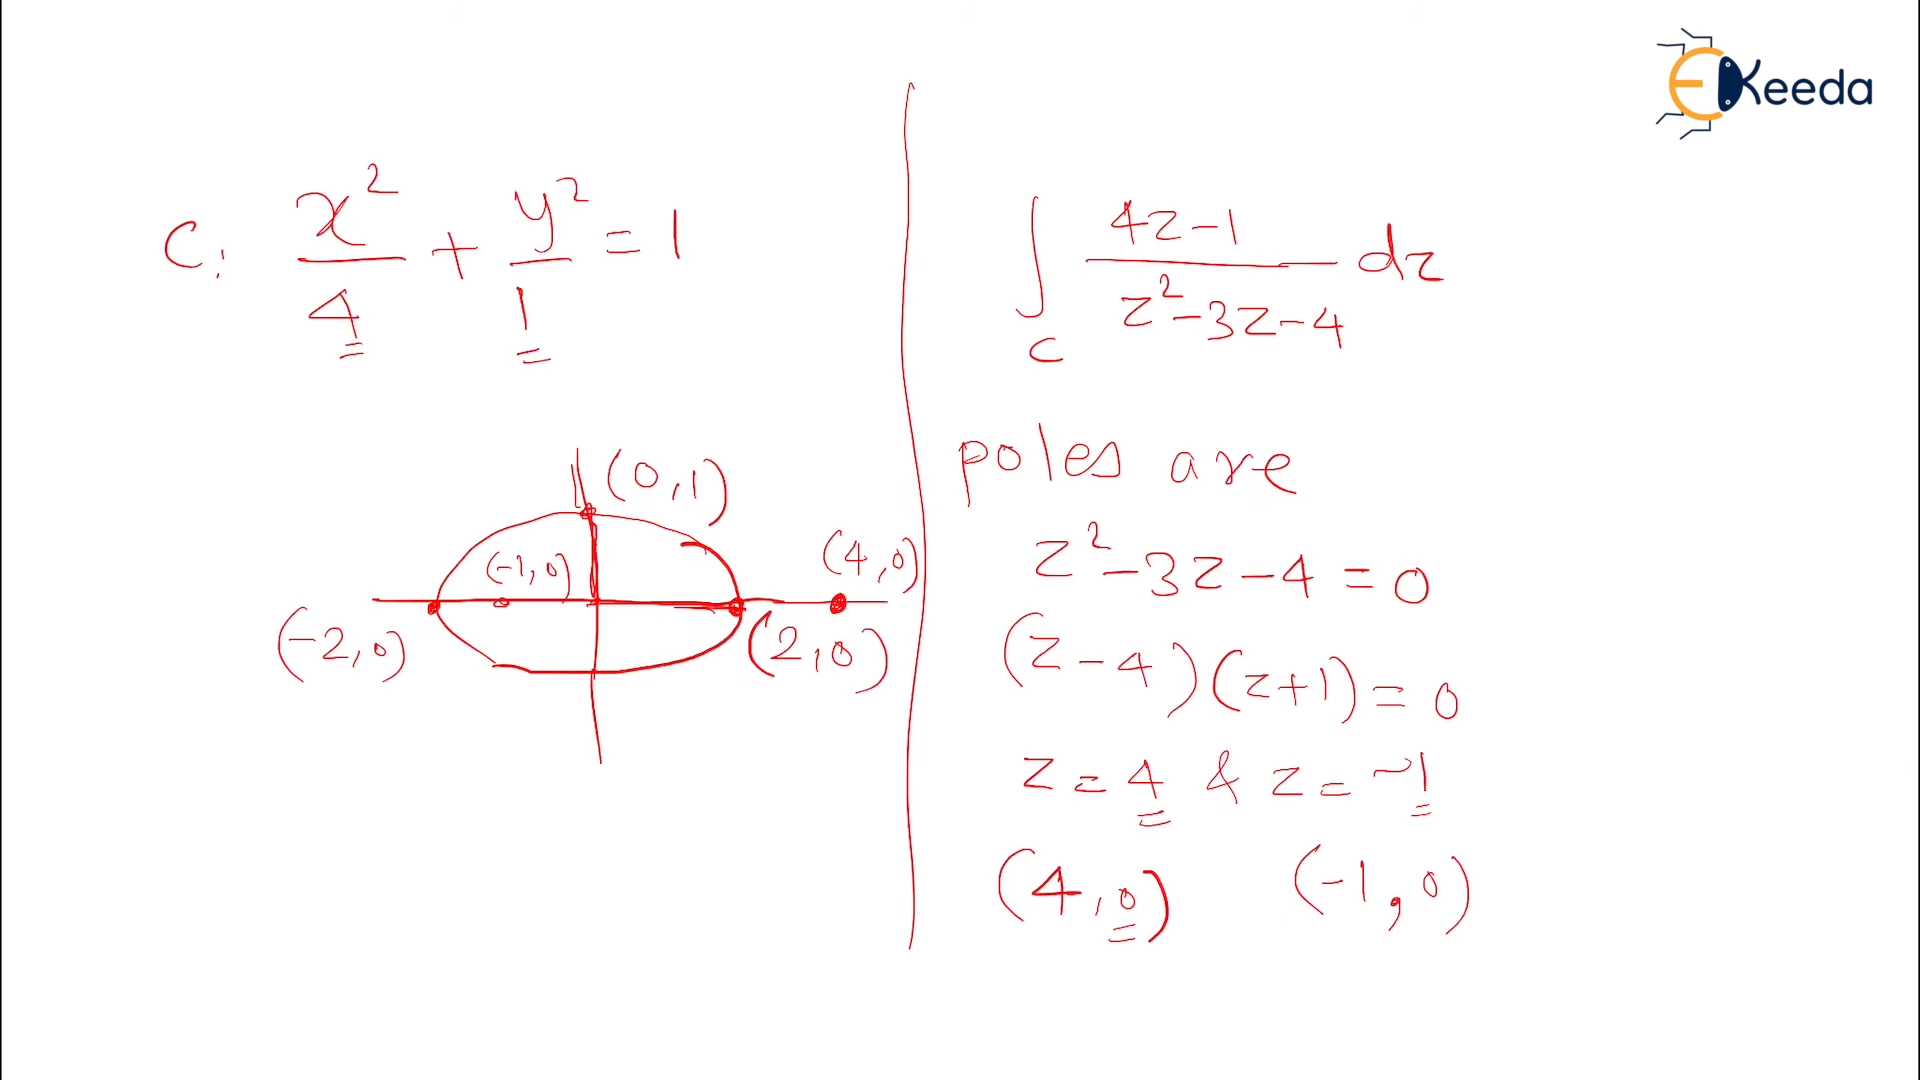 EKeeda
C: x²/4 + y²/1 = 1
(0,1)
(-1,0)
(4,0)
(-2,0)
(2,0)
∫_C (4z-1)/(z²-3z-4) dz
poles are
z²-3z-4 = 0
(z-4)(z+1) = 0
z = 4 & z = -1
(4,0) (-1,0)